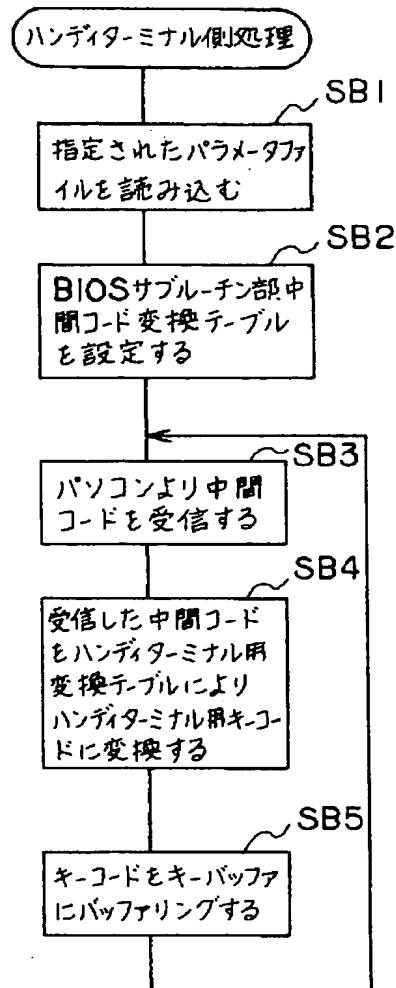 ハンディターミナル側処理
SB1
指定されたパラメータファ
イルを読み込む
SB2
BIOSサブルーチン部中
間コード変換テーブル
を設定する
SB3
パソコンより中間
コードを受信する
SB4
受信した中間コード
をハンディターミナル用
変換テーブルにより
ハンディターミナル用キーコー
ドに変換する
SB5
キーコードをキーバッファ
にバッファリングする